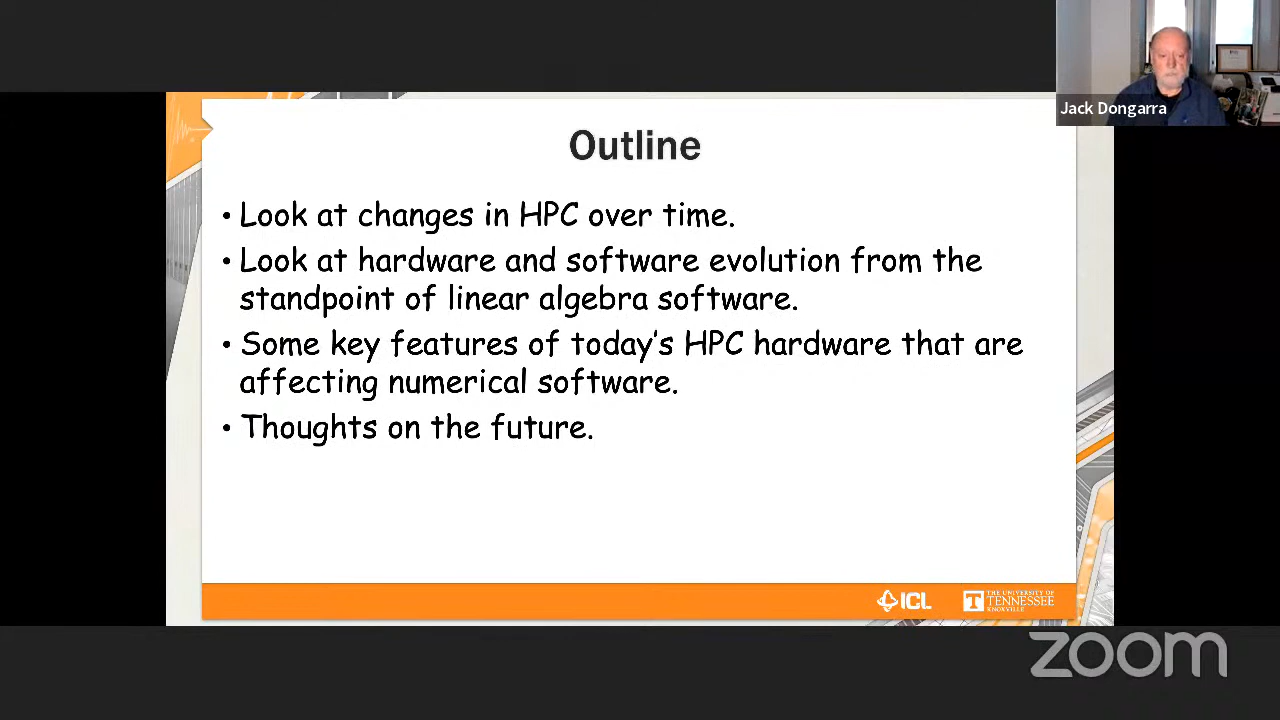 Jack Dongarra
Outline
• Look at changes in HPC over time.
• Look at hardware and software evolution from the
standpoint of linear algebra software.
• Some key features of today's HPC hardware that are
affecting numerical software.
• Thoughts on the future.
ICL
T
THE UNIVERSITY OF
TENNESSEE
KNOXVILLE
zoom